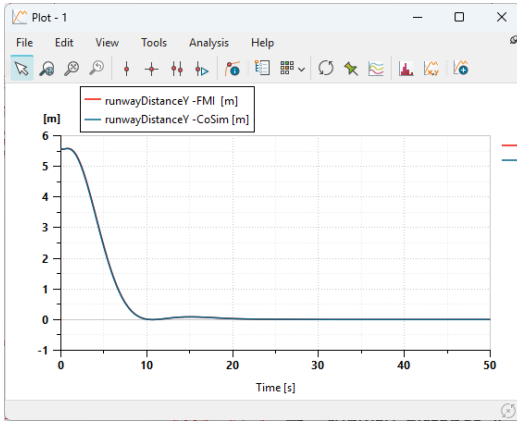 Plot - 1
File Edit View Tools Analysis Help
runwayDistanceY -FMI [m]
runwayDistanceY -CoSim [m]
[m]
6
5
4
3
2
1
0
-1
0 10 20 30 40 50
Time [s]